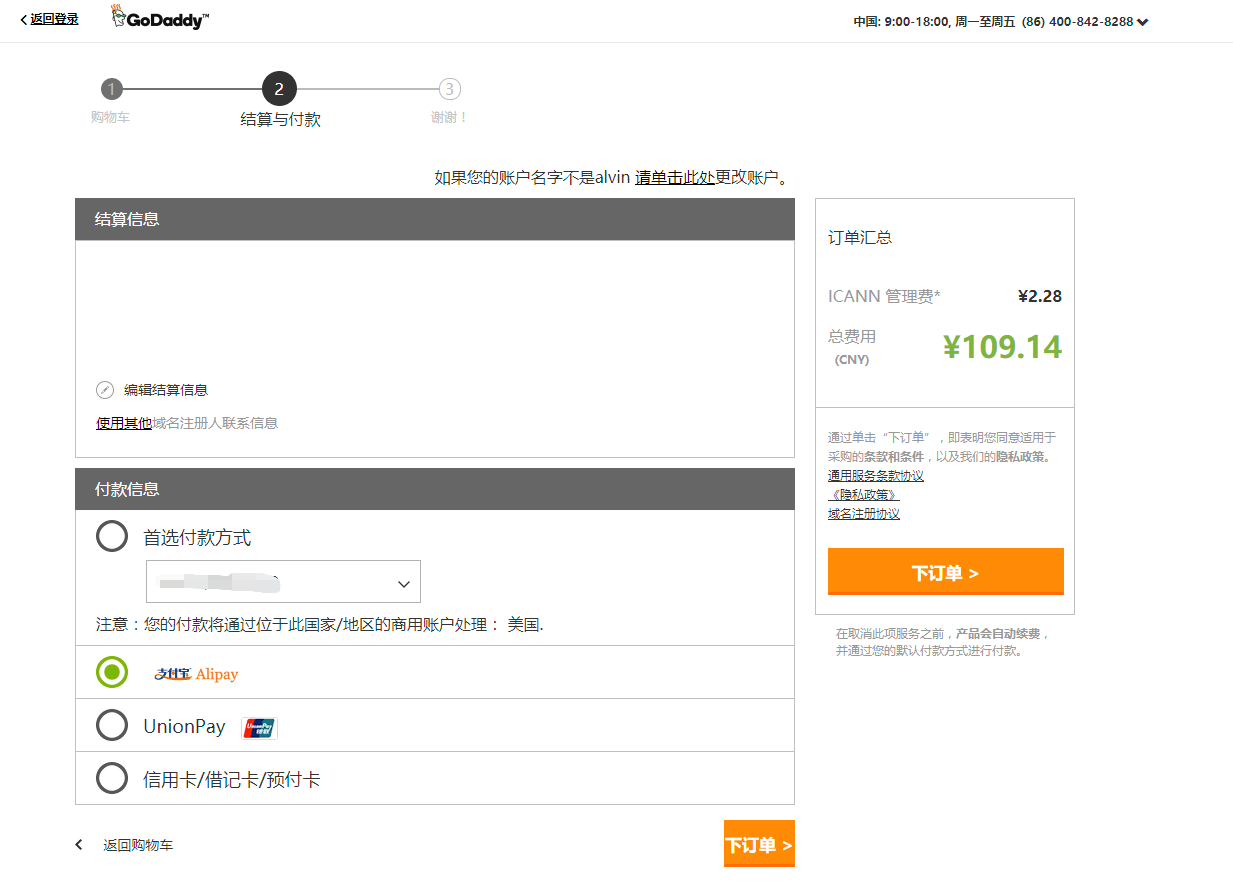 返回登录
GoDaddy™
中国: 9:00-18:00, 周一至周五 (86) 400-842-8288
1
2
3
购物车
结算与付款
谢谢！
如果您的账户名字不是alvin 请单击此处更改账户。
结算信息
编辑结算信息
使用其他域名注册人联系信息
付款信息
首选付款方式
注意：您的付款将通过位于此国家/地区的商用账户处理： 美国.
支付宝 Alipay
UnionPay UnionPay 银联
信用卡/借记卡/预付卡
返回购物车
下订单 >
订单汇总
ICANN 管理费* ¥2.28
总费用 ¥109.14
(CNY)
通过单击“下订单”，即表明您同意适用于
采购的条款和条件，以及我们的隐私政策。
通用服务条款协议
《隐私政策》
域名注册协议
下订单 >
在取消此项服务之前，产品会自动续费，
并通过您的默认付款方式进行付款。